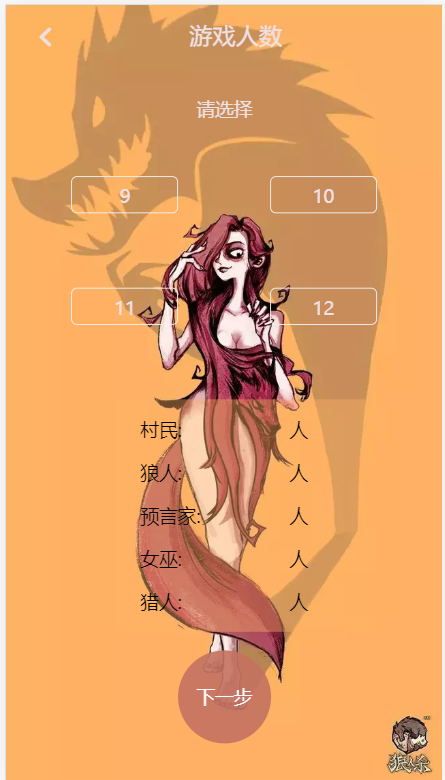 游戏人数
请选择
9 10
11 12
村民: 人
狼人: 人
预言家: 人
女巫: 人
猎人: 人
下一步